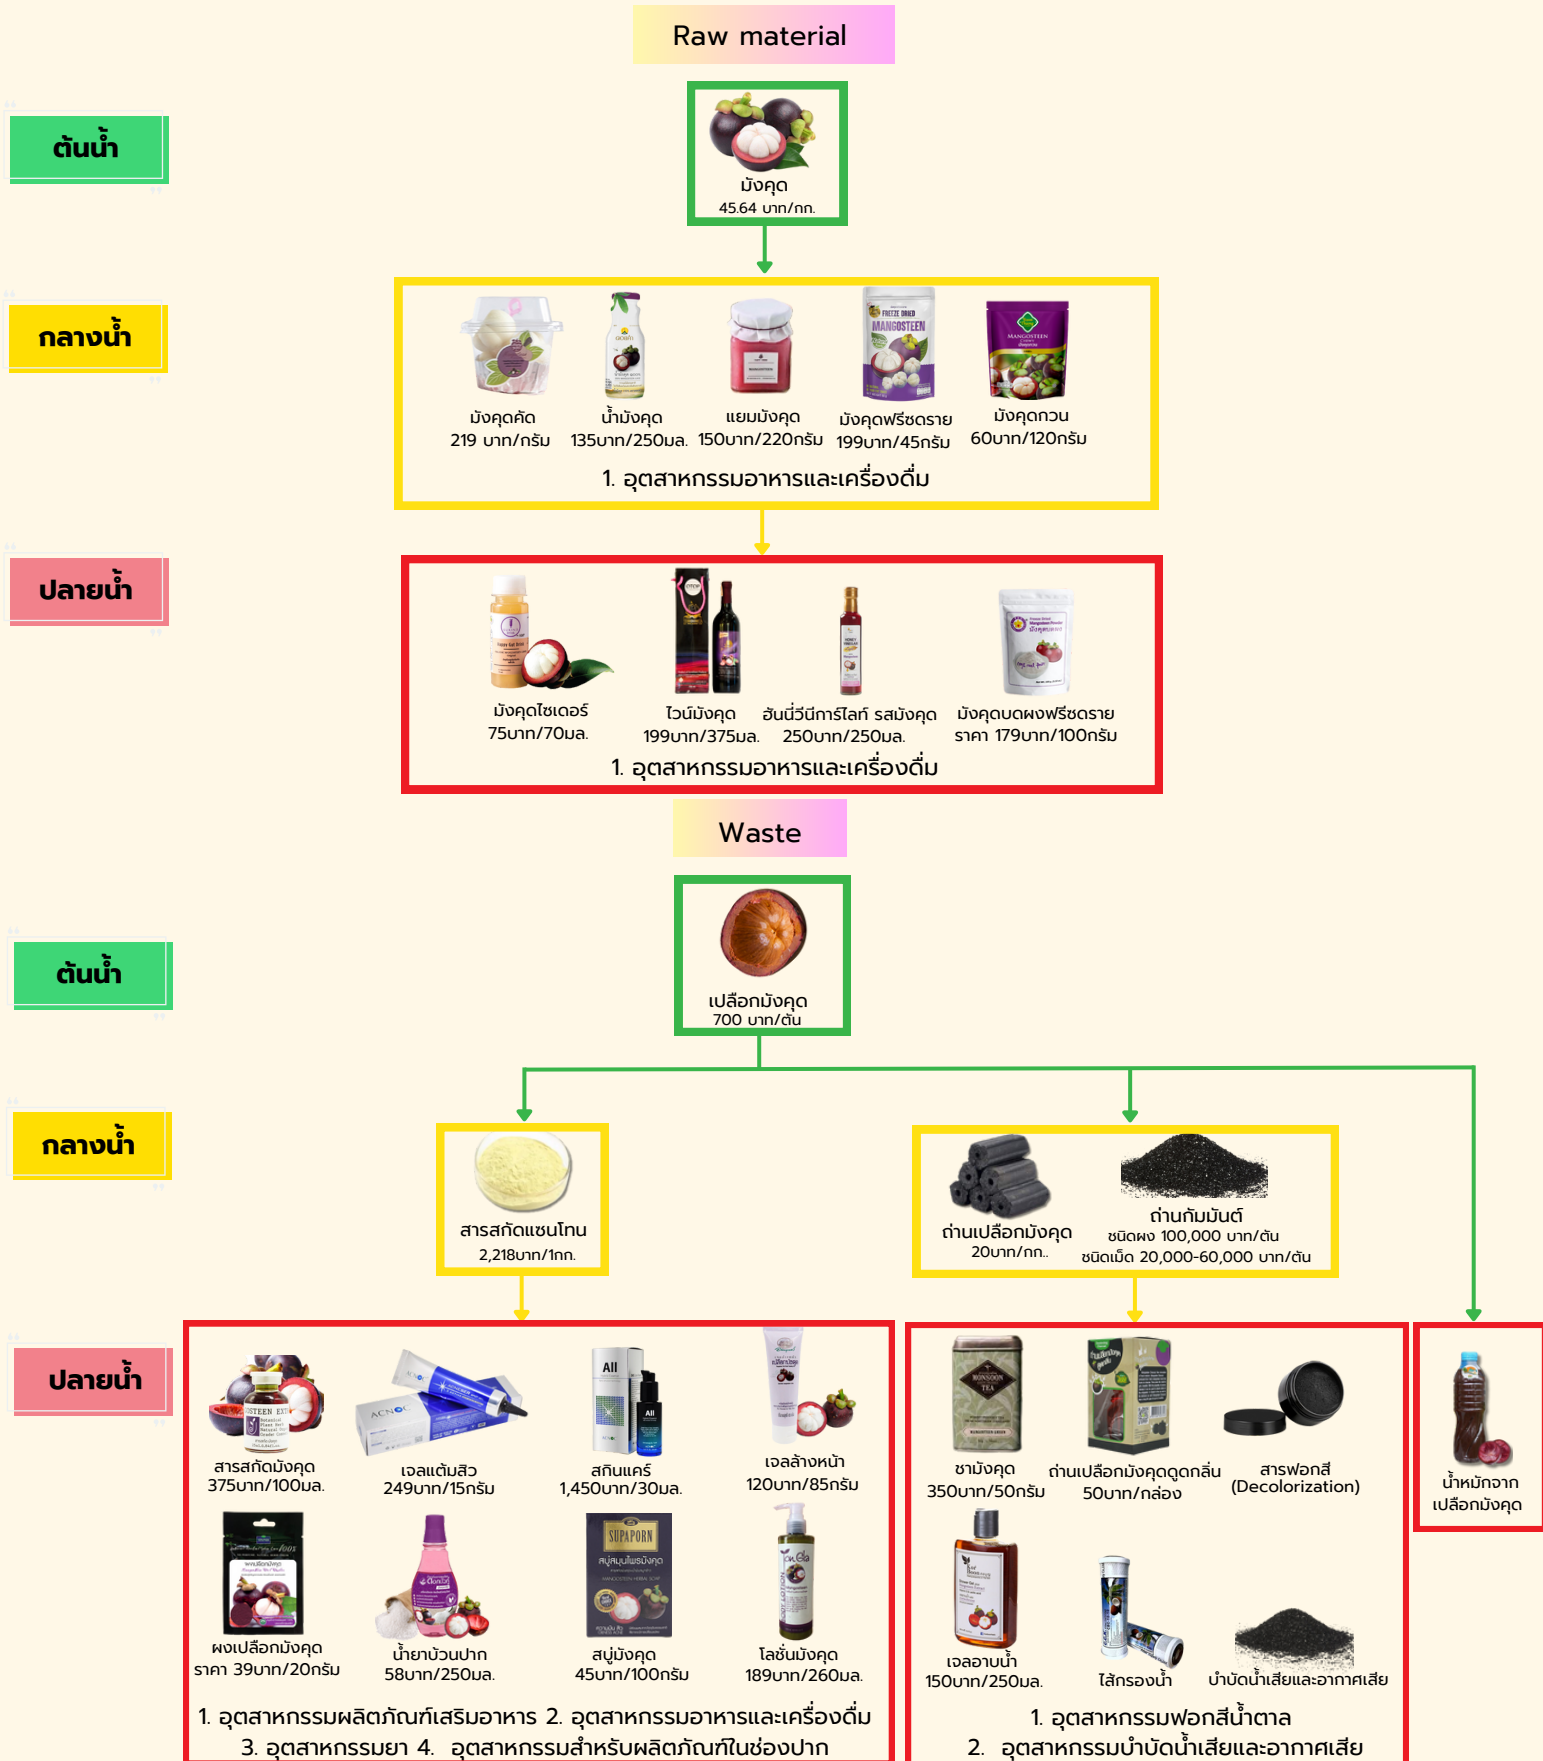 Raw material
ต้นน้ำ
มังคุด
45.64 บาท/กก.
กลางน้ำ
FREEZE DRIED
MANGOSTEEN
MANGOSTEEN
มังคุดคัด
219 บาท/กรัม
น้ำมังคุด
135บาท/250มล.
แยมมังคุด
150บาท/220กรัม
มังคุดฟรีซดราย
199บาท/45กรัม
มังคุดกวน
60บาท/120กรัม
1. อุตสาหกรรมอาหารและเครื่องดื่ม
ปลายน้ำ
มังคุดบดผง
มังคุดไซเดอร์
75บาท/70มล.
ไวน์มังคุด
199บาท/375มล.
ฮันนี่วีนีการ์ไลท์ รสมังคุด
250บาท/250มล.
มังคุดบดผงฟรีซดราย
ราคา 179บาท/100กรัม
1. อุตสาหกรรมอาหารและเครื่องดื่ม
Waste
ต้นน้ำ
เปลือกมังคุด
700 บาท/ตัน
กลางน้ำ
สารสกัดแซนโทน
2,218บาท/1กก.
ถ่านเปลือกมังคุด
20บาท/กก..
ถ่านกัมมันต์
ชนิดผง 100,000 บาท/ตัน
ชนิดเม็ด 20,000-60,000 บาท/ตัน
ปลายน้ำ
ACNOC
All
All
MONSOON
TEA
สารสกัดมังคุด
375บาท/100มล.
เจลแต้มสิว
249บาท/15กรัม
สกินแคร์
1,450บาท/30มล.
เจลล้างหน้า
120บาท/85กรัม
ชามังคุด
350บาท/50กรัม
ถ่านเปลือกมังคุดดูดกลิ่น
50บาท/กล่อง
สารฟอกสี
(Decolorization)
น้ำหมักจาก
เปลือกมังคุด
SUPAPORN
สบู่สมุนไพรมังคุด
MANGOSTEEN HERBAL SOAP
ผงเปลือกมังคุด
ราคา 39บาท/20กรัม
น้ำยาบ้วนปาก
58บาท/250มล.
สบู่มังคุด
45บาท/100กรัม
โลชั่นมังคุด
189บาท/260มล.
เจลอาบน้ำ
150บาท/250มล.
ไส้กรองน้ำ
บำบัดน้ำเสียและอากาศเสีย
1. อุตสาหกรรมผลิตภัณฑ์เสริมอาหาร 2. อุตสาหกรรมอาหารและเครื่องดื่ม
3. อุตสาหกรรมยา 4. อุตสาหกรรมสำหรับผลิตภัณฑ์ในช่องปาก
1. อุตสาหกรรมฟอกสีน้ำตาล
2. อุตสาหกรรมบำบัดน้ำเสียและอากาศเสีย